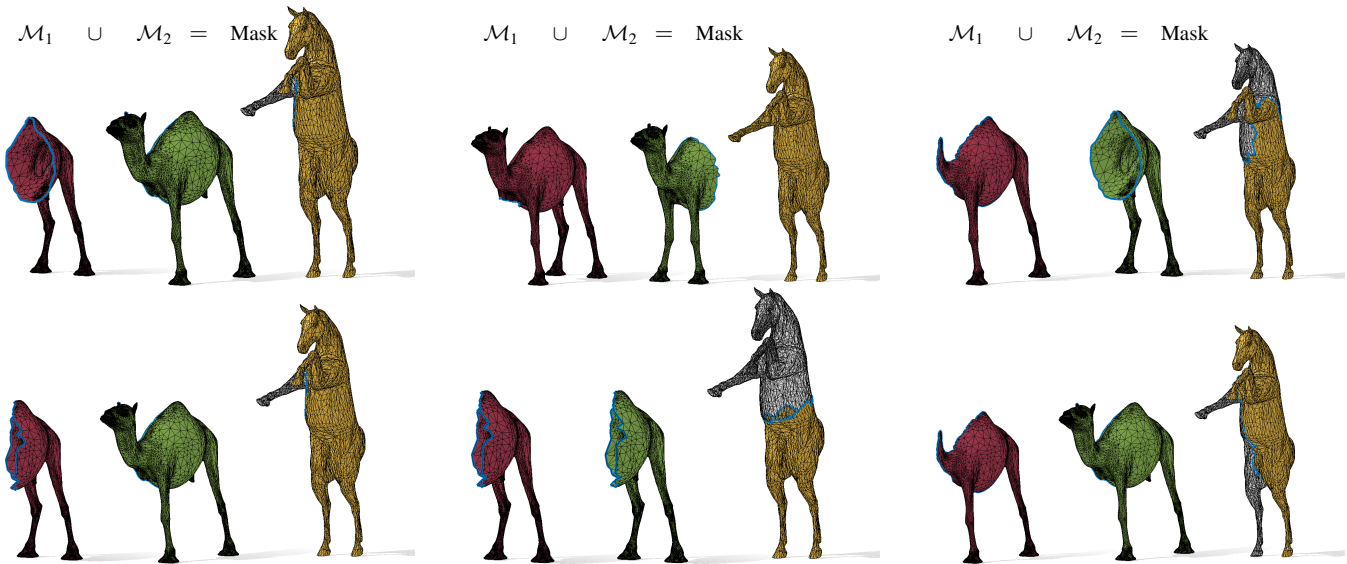 ℳ₁ ∪ ℳ₂ = Mask
ℳ₁ ∪ ℳ₂ = Mask
ℳ₁ ∪ ℳ₂ = Mask